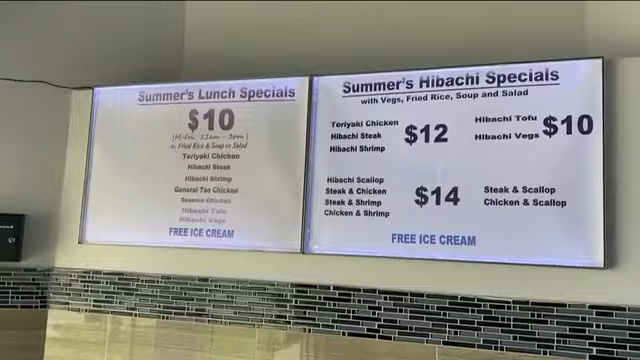 Summer's Lunch Specials
$10
(M-Fri. 11am - 3pm)
w. Fried Rice & Soup or Salad
Teriyaki Chicken
Hibachi Steak
Hibachi Shrimp
General Tso Chicken
Sesame Chicken
Hibachi Tofu
Hibachi Vegs
FREE ICE CREAM
Summer's Hibachi Specials
with Vegs, Fried Rice, Soup and Salad
Teriyaki Chicken
Hibachi Steak
Hibachi Shrimp
$12
Hibachi Tofu
Hibachi Vegs
$10
Hibachi Scallop
Steak & Chicken
Steak & Shrimp
Chicken & Shrimp
$14
Steak & Scallop
Chicken & Scallop
FREE ICE CREAM